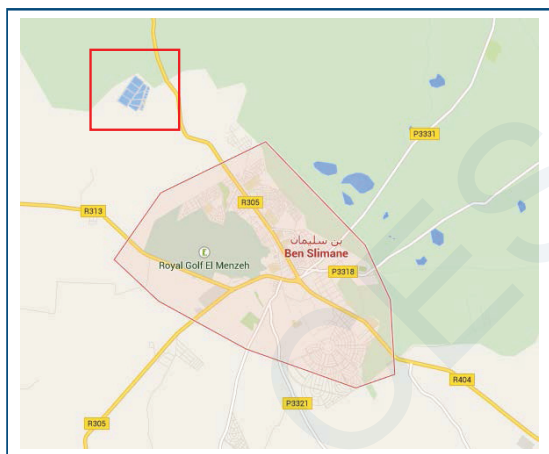 P3331
R305
R313
بن سليمان
Ben Slimane
Royal Golf El Menzeh
P3318
R404
P3321
R305